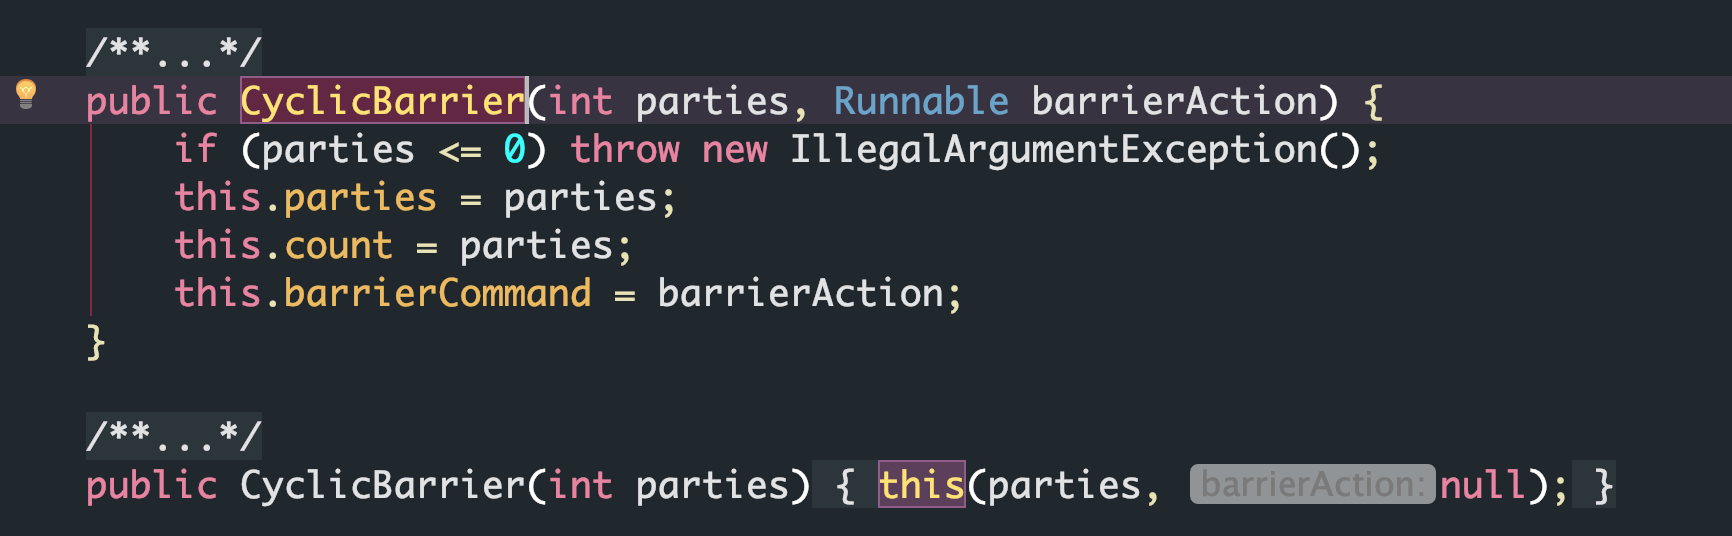 /**...*/
public CyclicBarrier(int parties, Runnable barrierAction) {
    if (parties <= 0) throw new IllegalArgumentException();
    this.parties = parties;
    this.count = parties;
    this.barrierCommand = barrierAction;
}
/**...*/
public CyclicBarrier(int parties) { this(parties, barrierAction: null); }